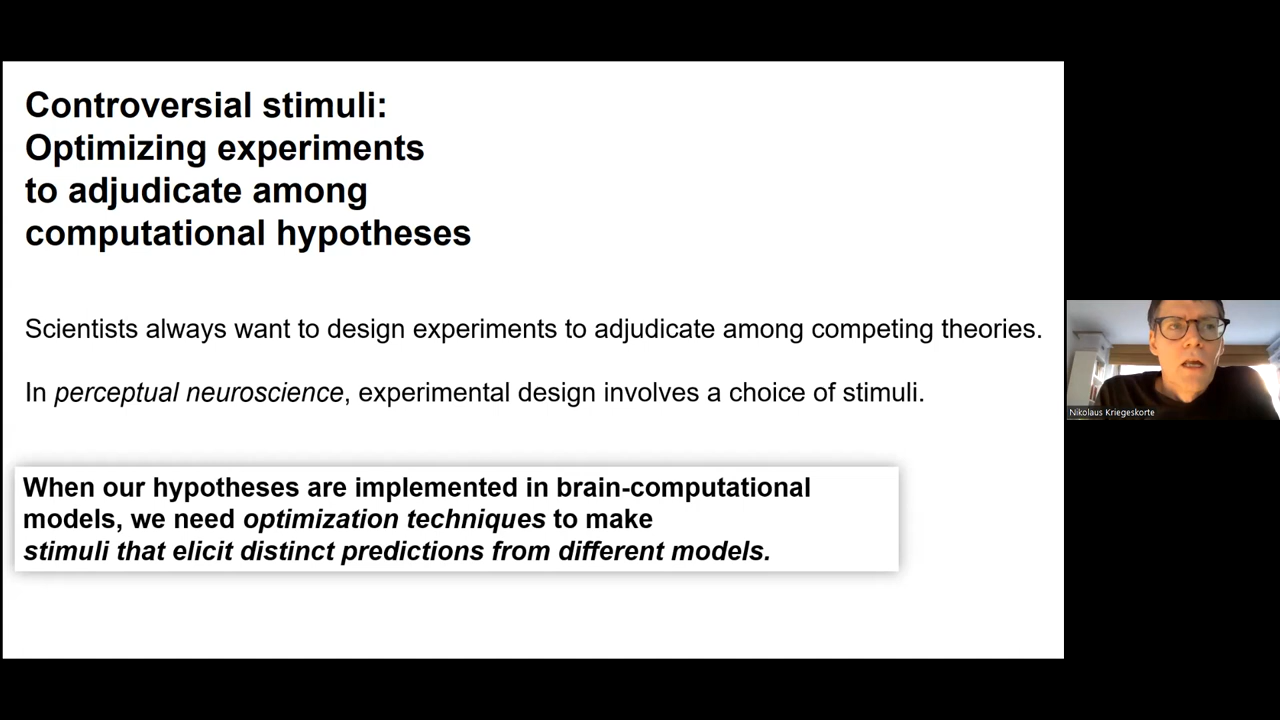 Controversial stimuli:
Optimizing experiments
to adjudicate among
computational hypotheses
Scientists always want to design experiments to adjudicate among competing theories.
In perceptual neuroscience, experimental design involves a choice of stimuli.
When our hypotheses are implemented in brain-computational
models, we need optimization techniques to make
stimuli that elicit distinct predictions from different models.
Nikolaus Kriegeskorte